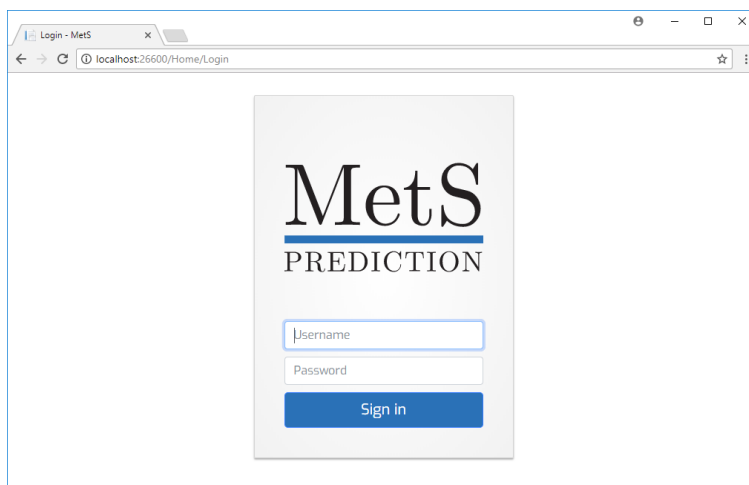 Login - MetS
localhost:26600/Home/Login
MetS
PREDICTION
Username
Password
Sign in